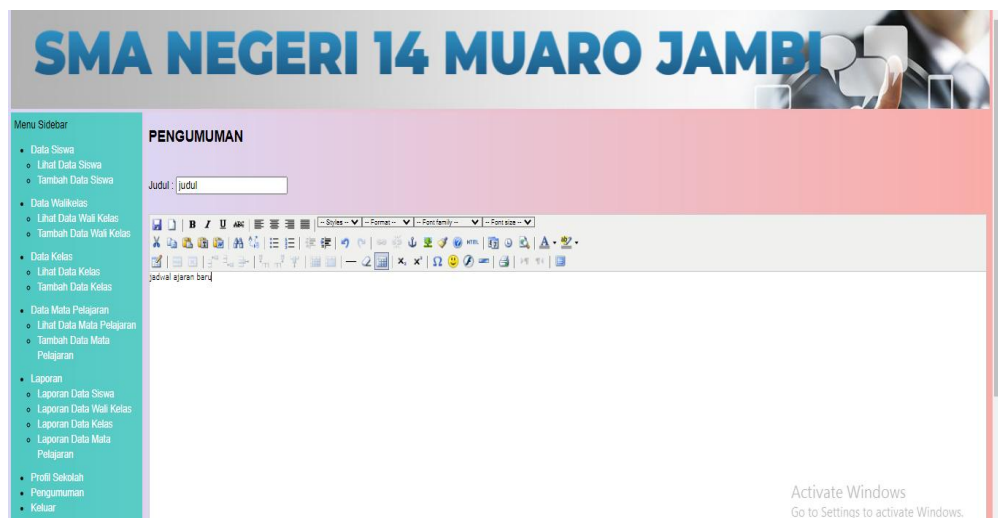 SMA NEGERI 14 MUARO JAMBI
Menu Sidebar
Data Siswa
Lihat Data Siswa
Tambah Data Siswa
Data Walikelas
Lihat Data Wali Kelas
Tambah Data Wali Kelas
Data Kelas
Lihat Data Kelas
Tambah Data Kelas
Data Mata Pelajaran
Lihat Data Mata Pelajaran
Tambah Data Mata
Pelajaran
Laporan
Laporan Data Siswa
Laporan Data Wali Kelas
Laporan Data Kelas
Laporan Data Mata
Pelajaran
Profil Sekolah
Pengumuman
Keluar
PENGUMUMAN
Judul : judul
B I U ABC -- Styles -- -- Format -- -- Font family -- -- Font size --
HTML A
x, x² Ω
jadwal ajaran baru
Activate Windows
Go to Settings to activate Windows.